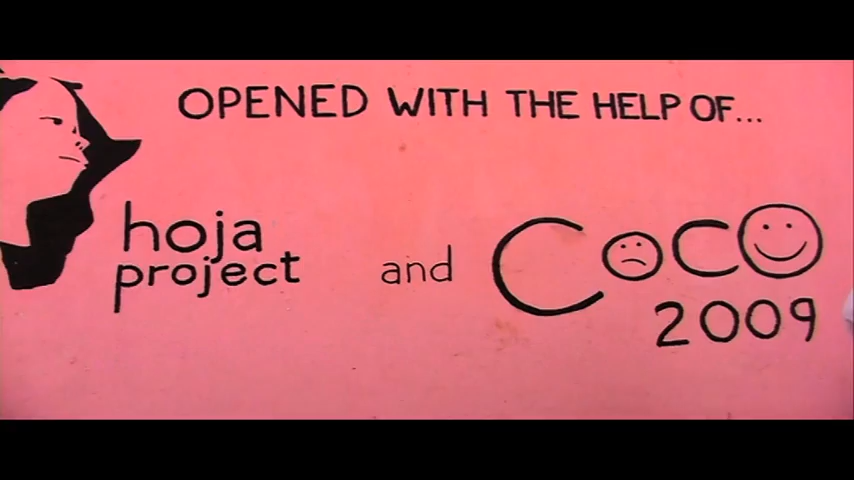 OPENED WITH THE HELP OF...
hoja
project
and
CoCO
2009